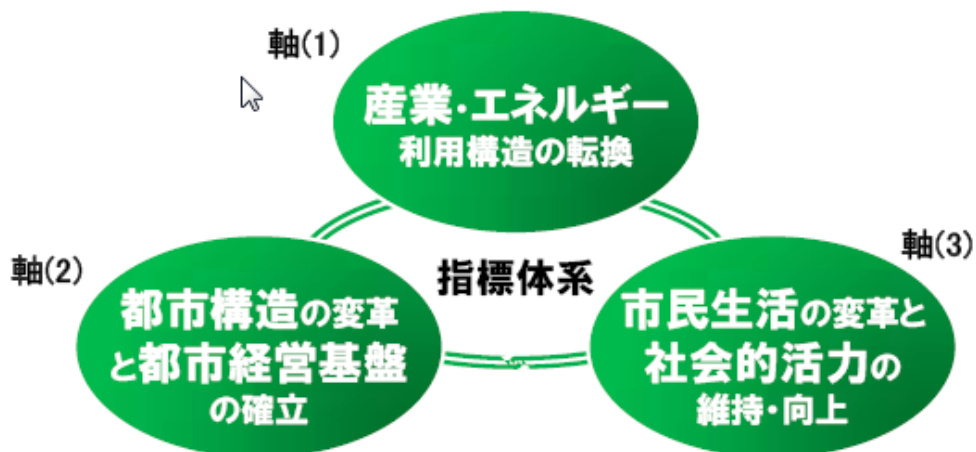 軸(1)
産業・エネルギー
利用構造の転換
指標体系
軸(2)
都市構造の変革
と都市経営基盤
の確立
軸(3)
市民生活の変革と
社会的活力の
維持・向上